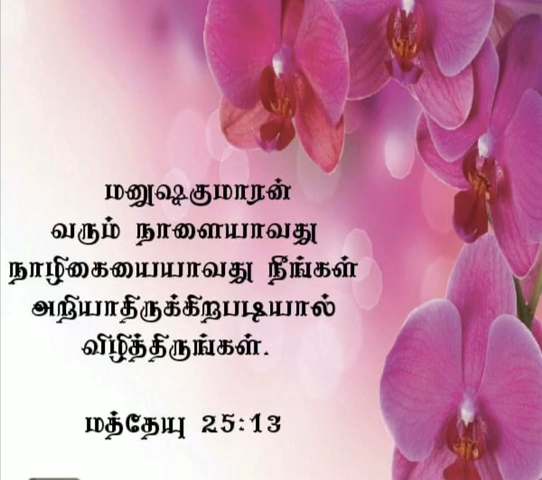 மனுஷகுமாரன்
வரும் நாளையாவது
நாழிகையையாவது நீங்கள்
அறியாதிருக்கிறபடியால்
விழித்திருங்கள்.
மத்தேயு 25:13